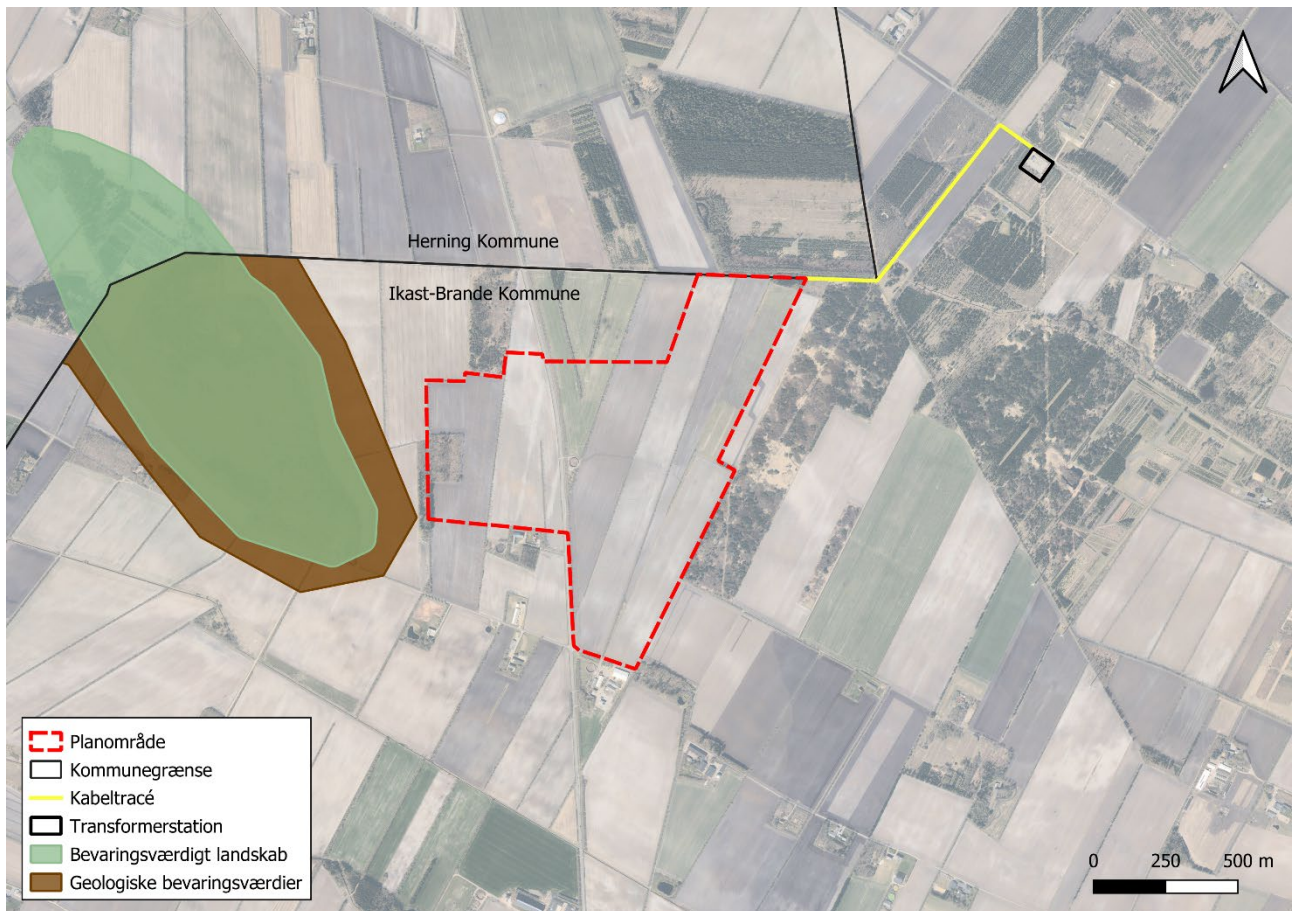 Herning Kommune
Ikast-Brande Kommune
Planområde
Kommunegrænse
Kabeltracé
Transformerstation
Bevaringsværdigt landskab
Geologiske bevaringsværdier
0 250 500 m